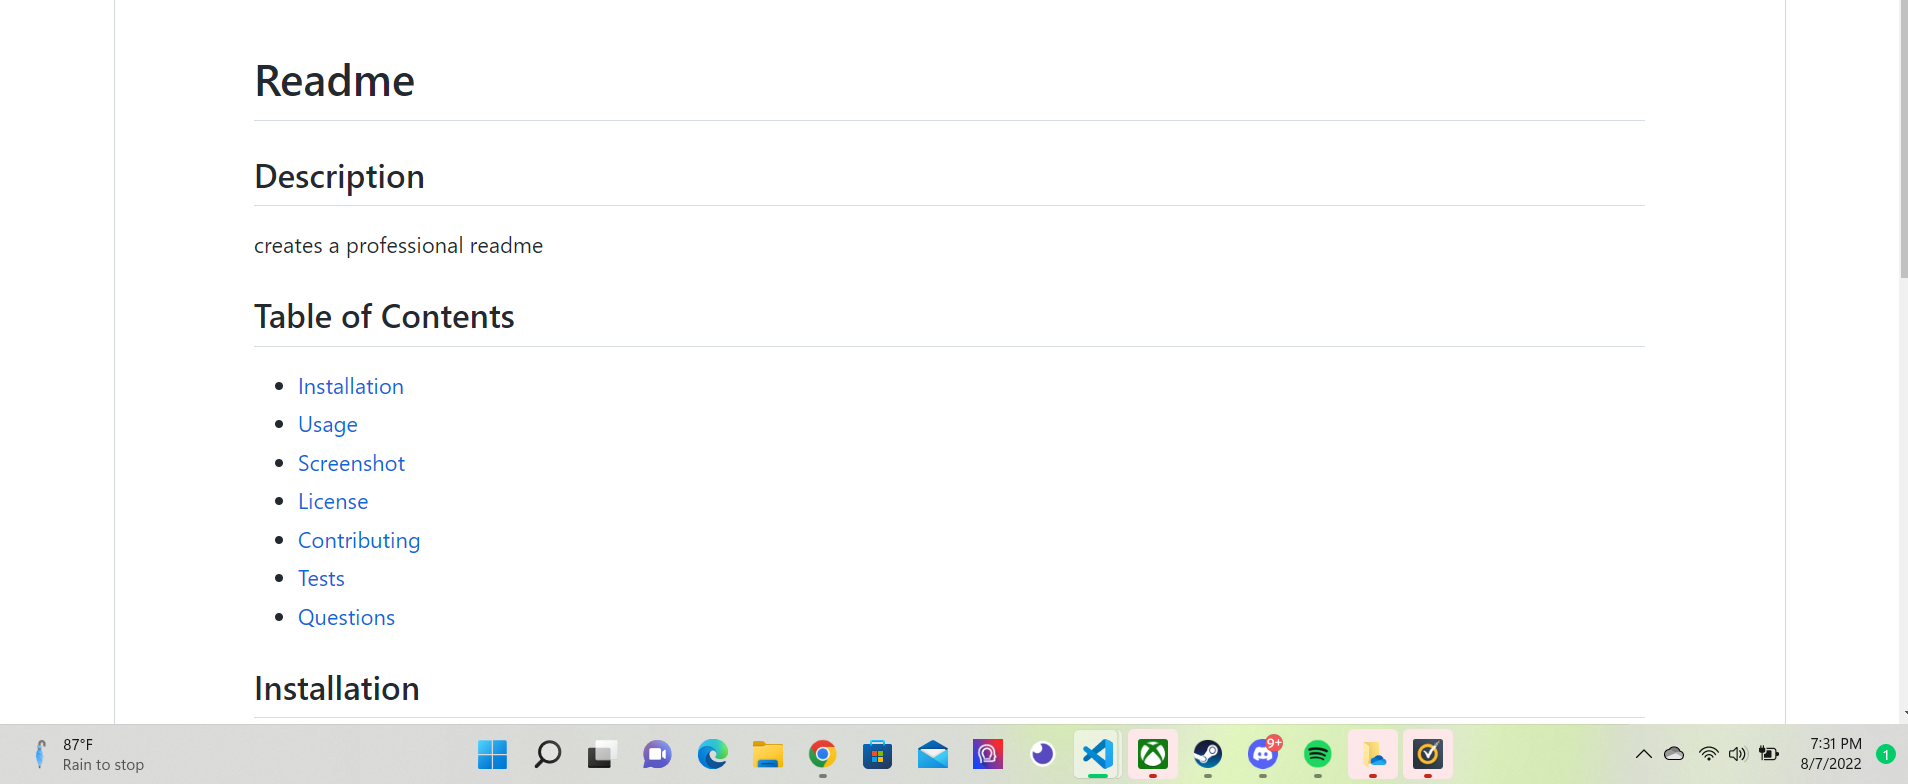 Readme
Description
creates a professional readme
Table of Contents
Installation
Usage
Screenshot
License
Contributing
Tests
Questions
Installation
87°F
Rain to stop
9+
7:31 PM
8/7/2022
1